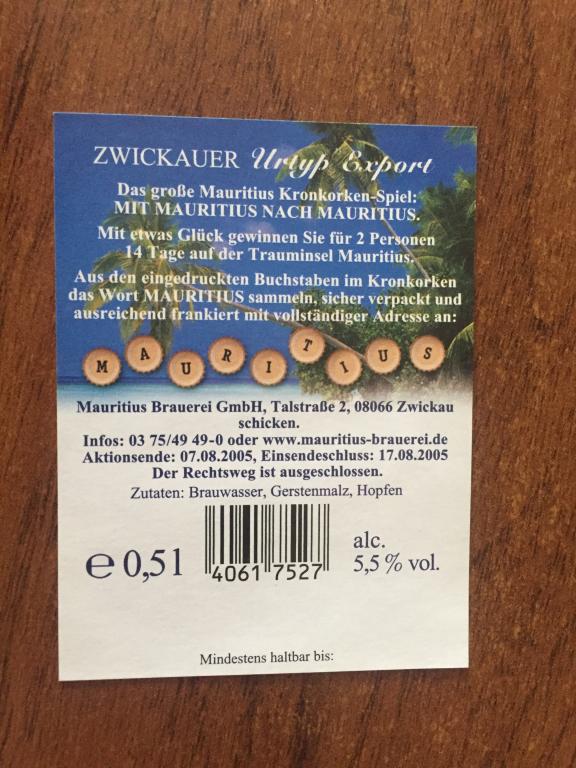 ZWICKAUER Urtyp Export
Das große Mauritius Kronkorken-Spiel:
MIT MAURITIUS NACH MAURITIUS.
Mit etwas Glück gewinnen Sie für 2 Personen
14 Tage auf der Trauminsel Mauritius.
Aus den eingedruckten Buchstaben im Kronkorken
das Wort MAURITIUS sammeln, sicher verpackt und
ausreichend frankiert mit vollständiger Adresse an:
M A U R I T I U S
Mauritius Brauerei GmbH, Talstraße 2, 08066 Zwickau
schicken.
Infos: 03 75/49 49-0 oder www.mauritius-brauerei.de
Aktionsende: 07.08.2005, Einsendeschluss: 17.08.2005
Der Rechtsweg ist ausgeschlossen.
Zutaten: Brauwasser, Gerstenmalz, Hopfen
℮ 0,5l
4061 7527
alc.
5,5 % vol.
Mindestens haltbar bis: